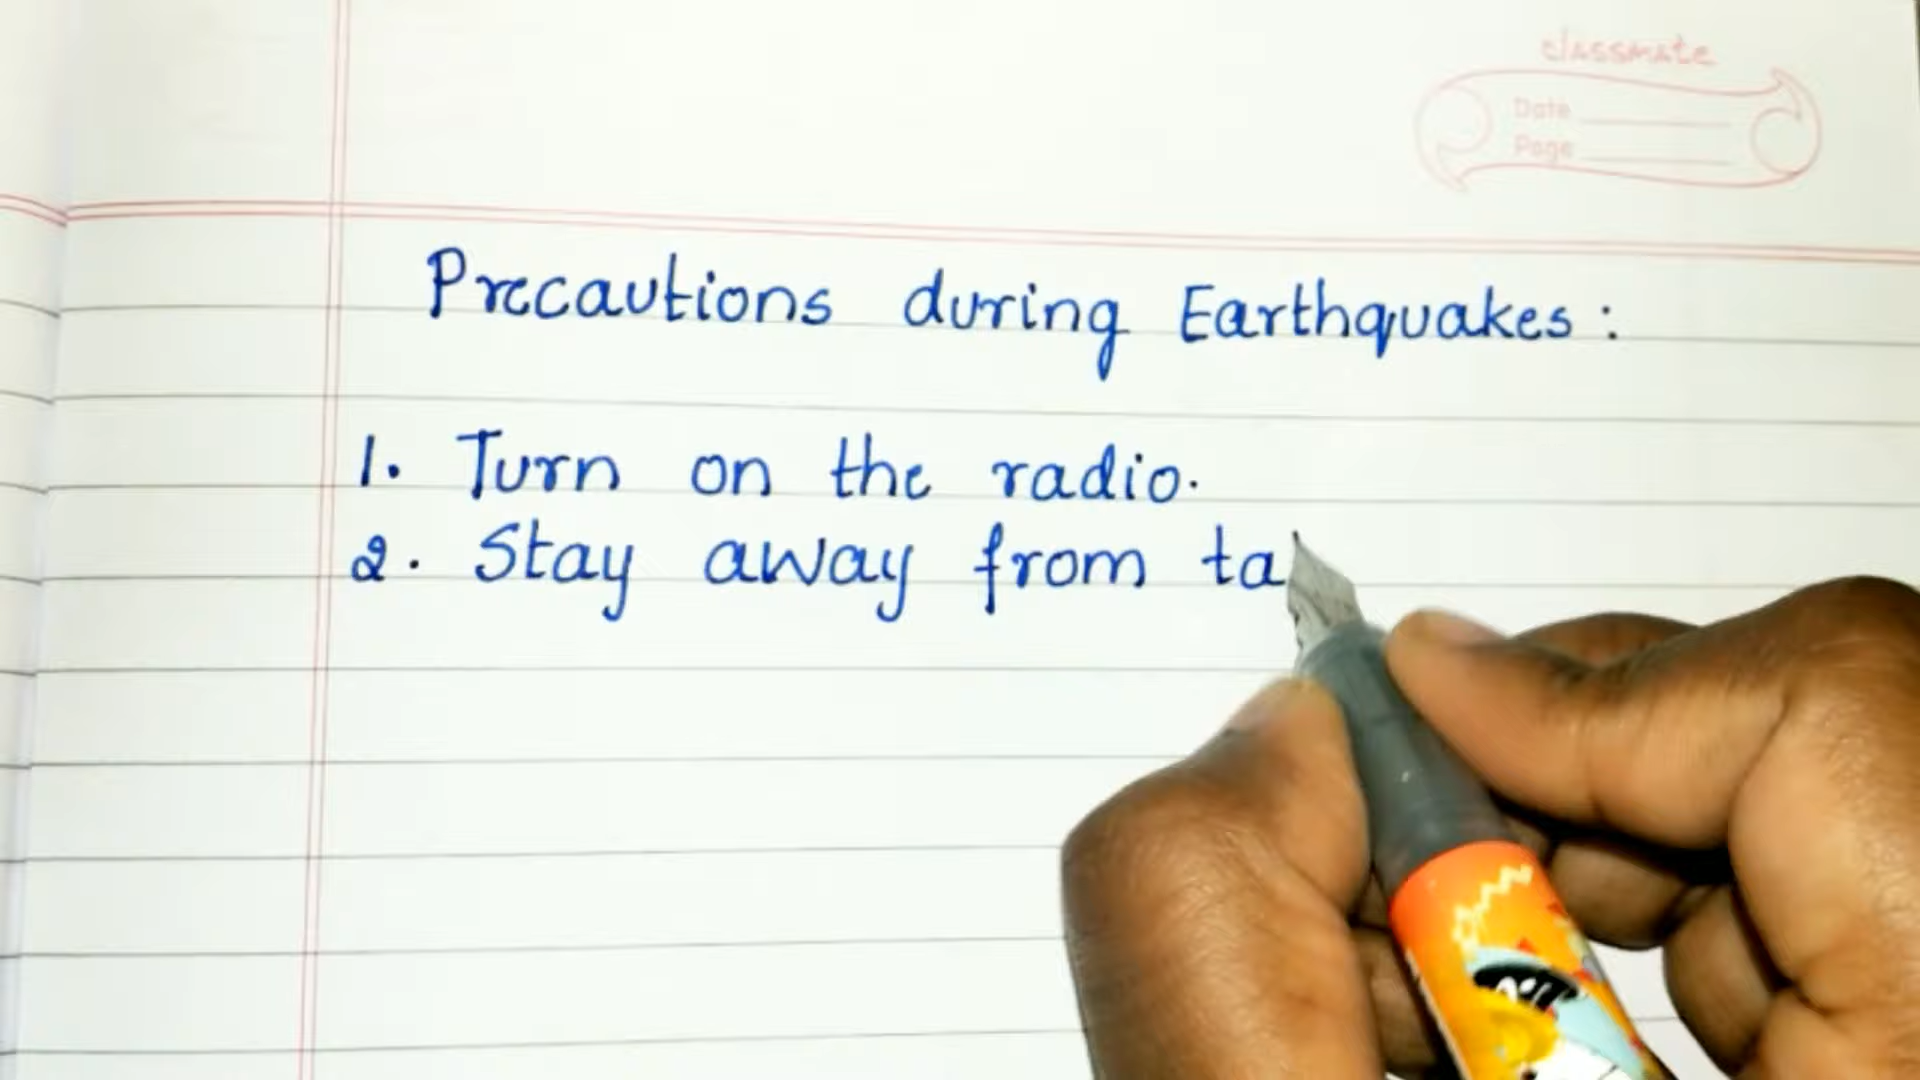 classmate
Date
Page
Precautions during Earthquakes :
1. Turn on the radio.
2. Stay away from ta